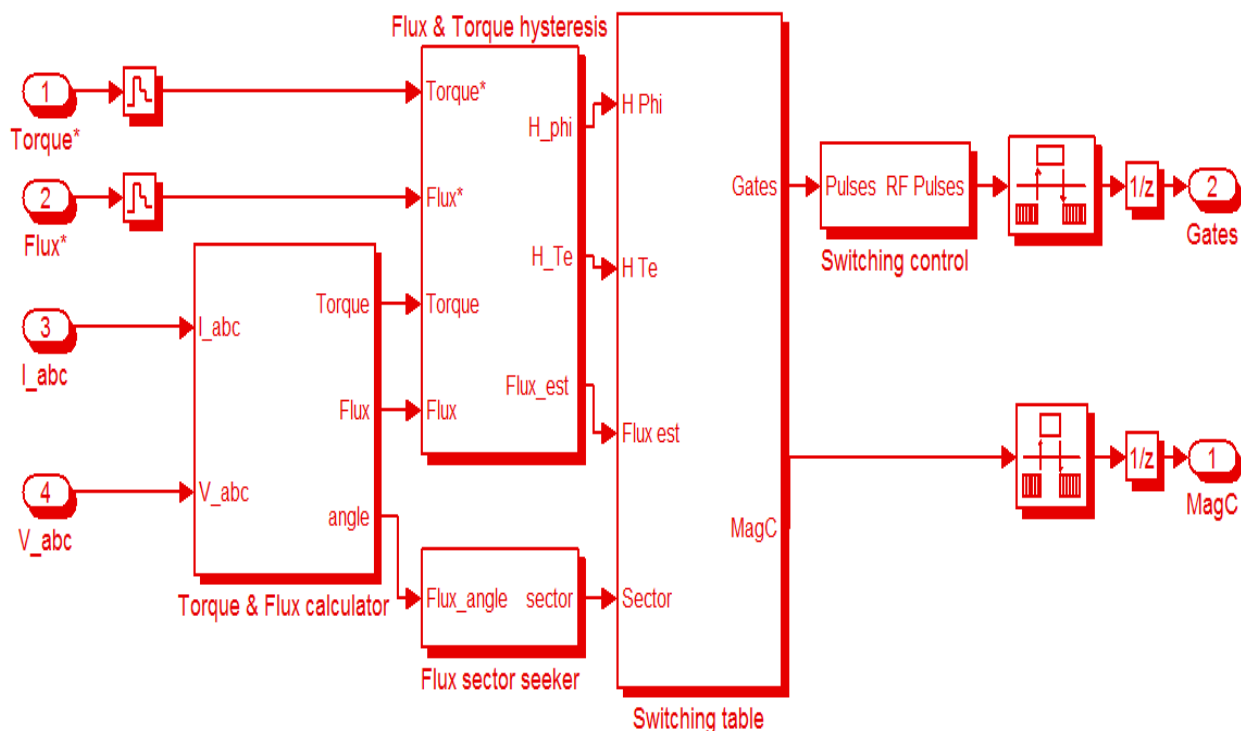 Flux & Torque hysteresis
1
Torque*
Torque*
H_phi
H Phi
2
Flux*
Flux*
Gates
Pulses RF Pulses
1/z
2
Gates
Switching control
H_Te
H Te
Torque
Torque
3
I_abc
I_abc
Flux
Flux
Flux_est
Flux est
1/z
1
MagC
4
V_abc
V_abc
angle
MagC
Torque & Flux calculator
Flux_angle sector
Sector
Flux sector seeker
Switching table